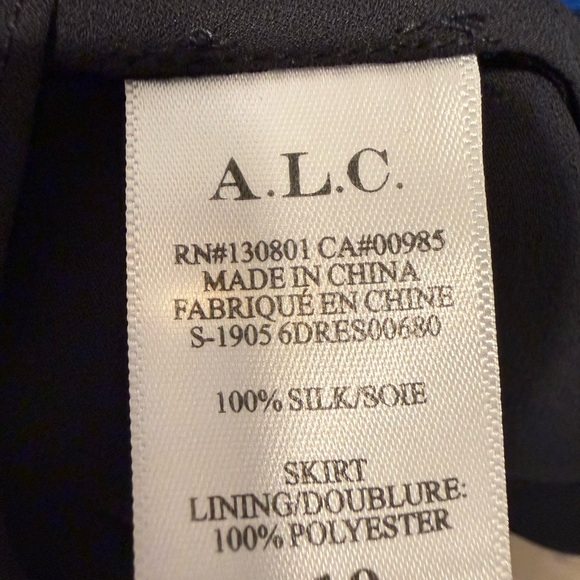 A.L.C.
RN#130801 CA#00985
MADE IN CHINA
FABRIQUÉ EN CHINE
S-1905 6DRES00680
100% SILK/SOIE
SKIRT
LINING/DOUBLURE:
100% POLYESTER